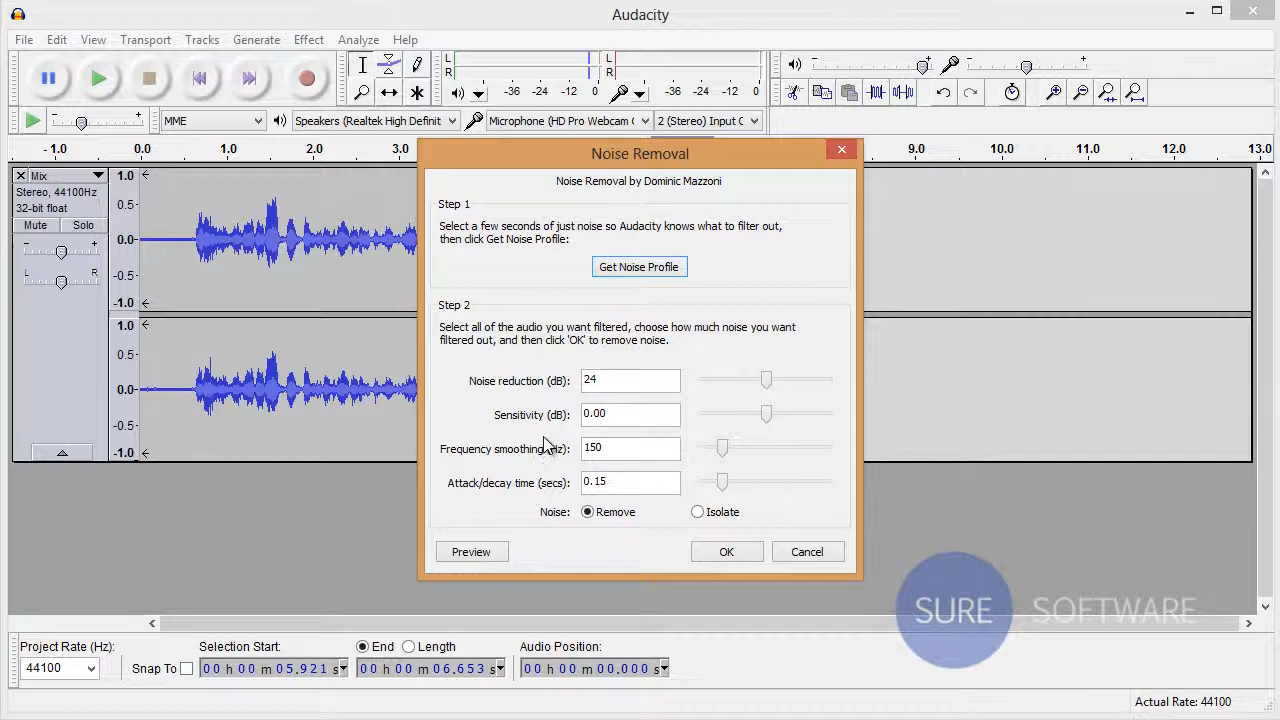 Audacity
File Edit View Transport Tracks Generate Effect Analyze Help
L
R
-36 -24 -12 0
L
R
-36 -24 -12 0
MME
Speakers (Realtek High Definit
Microphone (HD Pro Webcam (
2 (Stereo) Input C
- 1.0 0.0 1.0 2.0 3.0 9.0 10.0 11.0 12.0 13.0
Mix
Stereo, 44100Hz
32-bit float
Mute Solo
- +
L R
1.0
0.5
0.0
-0.5
-1.0
1.0
0.5
0.0
-0.5
-1.0
Noise Removal
Noise Removal by Dominic Mazzoni
Step 1
Select a few seconds of just noise so Audacity knows what to filter out,
then click Get Noise Profile:
Get Noise Profile
Step 2
Select all of the audio you want filtered, choose how much noise you want
filtered out, and then click 'OK' to remove noise.
Noise reduction (dB): 24
Sensitivity (dB): 0.00
Frequency smoothing (Hz): 150
Attack/decay time (secs): 0.15
Noise: Remove Isolate
Preview OK Cancel
SURE SOFTWARE
Project Rate (Hz): Selection Start: End Length Audio Position:
44100 Snap To 00 h 00 m 05.921 s 00 h 00 m 06.653 s 00 h 00 m 00.000 s
Actual Rate: 44100